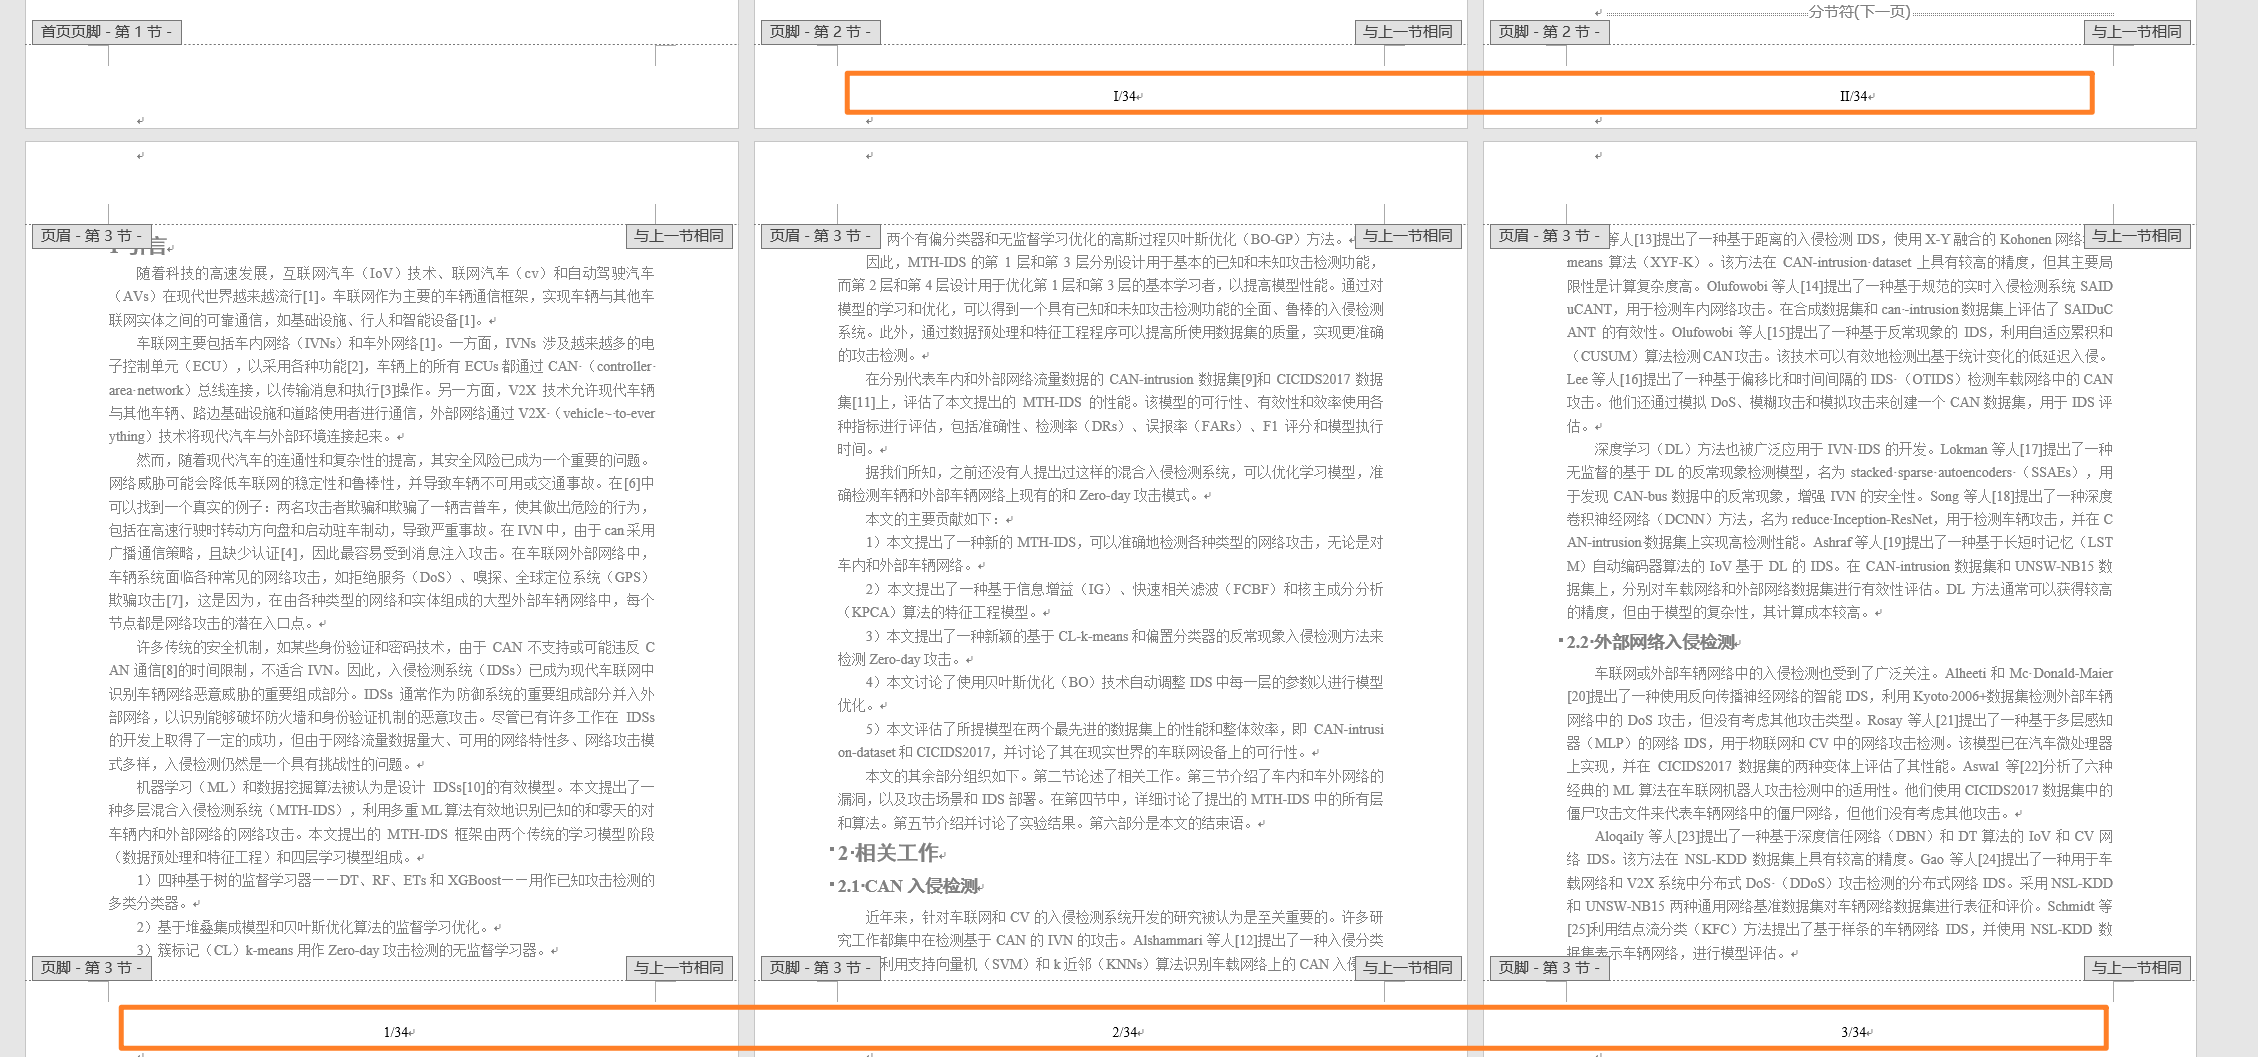 分节符(下一页)
首页页脚 - 第 1 节 -
页脚 - 第 2 节 -
与上一节相同
页脚 - 第 2 节 -
与上一节相同
I/34
II/34
页眉 - 第 3 节 -
言
与上一节相同
随着科技的高速发展，互联网汽车（IoV）技术、联网汽车（cv）和自动驾驶汽车
（AVs）在现代世界越来越流行[1]。车联网作为主要的车辆通信框架，实现车辆与其他车
联网实体之间的可靠通信，如基础设施、行人和智能设备[1]。
车联网主要包括车内网络（IVNs）和车外网络[1]。一方面，IVNs 涉及越来越多的电
子控制单元（ECU），以采用各种功能[2]，车辆上的所有 ECUs 都通过 CAN·（controller·
area·network）总线连接，以传输消息和执行[3]操作。另一方面，V2X 技术允许现代车辆
与其他车辆、路边基础设施和道路使用者进行通信，外部网络通过 V2X·（vehicle~·to-ever
ything）技术将现代汽车与外部环境连接起来。
然而，随着现代汽车的连通性和复杂性的提高，其安全风险已成为一个重要的问题。
网络威胁可能会降低车联网的稳定性和鲁棒性，并导致车辆不可用或交通事故。在[6]中
可以找到一个真实的例子：两名攻击者欺骗和欺骗了一辆吉普车，使其做出危险的行为，
包括在高速行驶时转动方向盘和启动驻车制动，导致严重事故。在 IVN 中，由于 can 采用
广播通信策略，且缺少认证[4]，因此最容易受到消息注入攻击。在车联网外部网络中，
车辆系统面临各种常见的网络攻击，如拒绝服务（DoS）、嗅探、全球定位系统（GPS）
欺骗攻击[7]，这是因为，在由各种类型的网络和实体组成的大型外部车辆网络中，每个
节点都是网络攻击的潜在入口点。
许多传统的安全机制，如某些身份验证和密码技术，由于 CAN 不支持或可能违反 C
AN 通信[8]的时间限制，不适合 IVN。因此，入侵检测系统（IDSs）已成为现代车联网中
识别车辆网络恶意威胁的重要组成部分。IDSs 通常作为防御系统的重要组成部分并入外
部网络，以识别能够破坏防火墙和身份验证机制的恶意攻击。尽管已有许多工作在 IDSs
的开发上取得了一定的成功，但由于网络流量数据量大、可用的网络特性多、网络攻击模
式多样，入侵检测仍然是一个具有挑战性的问题。
机器学习（ML）和数据挖掘算法被认为是设计 IDSs[10]的有效模型。本文提出了一
种多层混合入侵检测系统（MTH-IDS），利用多重 ML 算法有效地识别已知的和零天的对
车辆内和外部网络的网络攻击。本文提出的 MTH-IDS 框架由两个传统的学习模型阶段
（数据预处理和特征工程）和四层学习模型组成。
1）四种基于树的监督学习器——DT、RF、ETs 和 XGBoost——用作已知攻击检测的
多类分类器。
2）基于堆叠集成模型和贝叶斯优化算法的监督学习优化。
3）簇标记（CL）k-means 用作 Zero-day 攻击检测的无监督学习器。
页脚 - 第 3 节 -
与上一节相同
1/34
页眉 - 第 3 节 -
与上一节相同
两个有偏分类器和无监督学习优化的高斯过程贝叶斯优化（BO-GP）方法。
因此，MTH-IDS 的第 1 层和第 3 层分别设计用于基本的已知和未知攻击检测功能，
而第 2 层和第 4 层设计用于优化第 1 层和第 3 层的基本学习者，以提高模型性能。通过对
模型的学习和优化，可以得到一个具有已知和未知攻击检测功能的全面、鲁棒的入侵检测
系统。此外，通过数据预处理和特征工程程序可以提高所使用数据集的质量，实现更准确
的攻击检测。
在分别代表车内和外部网络流量数据的 CAN-intrusion 数据集[9]和 CICIDS2017 数据
集[11]上，评估了本文提出的 MTH-IDS 的性能。该模型的可行性、有效性和效率使用各
种指标进行评估，包括准确性、检测率（DRs）、误报率（FARs）、F1 评分和模型执行
时间。
据我们所知，之前还没有人提出过这样的混合入侵检测系统，可以优化学习模型，准
确检测车辆和外部车辆网络上现有的和 Zero-day 攻击模式。
本文的主要贡献如下：
1）本文提出了一种新的 MTH-IDS，可以准确地检测各种类型的网络攻击，无论是对
车内和外部车辆网络。
2）本文提出了一种基于信息增益（IG）、快速相关滤波（FCBF）和核主成分分析
（KPCA）算法的特征工程模型。
3）本文提出了一种新颖的基于 CL-k-means 和偏置分类器的反常现象入侵检测方法来
检测 Zero-day 攻击。
4）本文讨论了使用贝叶斯优化（BO）技术自动调整 IDS 中每一层的参数以进行模型
优化。
5）本文评估了所提模型在两个最先进的数据集上的性能和整体效率，即 CAN-intrusi
on-dataset 和 CICIDS2017，并讨论了其在现实世界的车联网设备上的可行性。
本文的其余部分组织如下。第二节论述了相关工作。第三节介绍了车内和车外网络的
漏洞，以及攻击场景和 IDS 部署。在第四节中，详细讨论了提出的 MTH-IDS 中的所有层
和算法。第五节介绍并讨论了实验结果。第六部分是本文的结束语。
2·相关工作
2.1·CAN 入侵检测
近年来，针对车联网和 CV 的入侵检测系统开发的研究被认为是至关重要的。许多研
究工作都集中在检测基于 CAN 的 IVN 的攻击。Alshammari 等人[12]提出了一种入侵分类
利用支持向量机（SVM）和 k 近邻（KNNs）算法识别车载网络上的 CAN 入侵
页脚 - 第 3 节 -
与上一节相同
2/34
页眉 - 第 3 节 -
与上一节相同
等人[13]提出了一种基于距离的入侵检测 IDS，使用 X-Y 融合的 Kohonen 网络
means 算法（XYF-K）。该方法在 CAN-intrusion·dataset 上具有较高的精度，但其主要局
限性是计算复杂度高。Olufowobi 等人[14]提出了一种基于规范的实时入侵检测系统 SAID
uCANT，用于检测车内网络攻击。在合成数据集和 can·~intrusion 数据集上评估了 SAIDuC
ANT 的有效性。Olufowobi 等人[15]提出了一种基于反常现象的 IDS，利用自适应累积和
（CUSUM）算法检测 CAN 攻击。该技术可以有效地检测出基于统计变化的低延迟入侵。
Lee 等人[16]提出了一种基于偏移比和时间间隔的 IDS·（OTIDS）检测车载网络中的 CAN
攻击。他们还通过模拟 DoS、模糊攻击和模拟攻击来创建一个 CAN 数据集，用于 IDS 评
估。
深度学习（DL）方法也被广泛应用于 IVN·IDS 的开发。Lokman 等人[17]提出了一种
无监督的基于 DL 的反常现象检测模型，名为 stacked·sparse·autoencoders·（SSAEs），用
于发现 CAN-bus 数据中的反常现象，增强 IVN 的安全性。Song 等人[18]提出了一种深度
卷积神经网络（DCNN）方法，名为 reduce·Inception-ResNet，用于检测车辆攻击，并在 C
AN-intrusion 数据集上实现高检测性能。Ashraf 等人[19]提出了一种基于长短时记忆（LST
M）自动编码器算法的 IoV 基于 DL 的 IDS。在 CAN-intrusion 数据集和 UNSW-NB15 数
据集上，分别对车载网络和外部网络数据集进行有效性评估。DL 方法通常可以获得较高
的精度，但由于模型的复杂性，其计算成本较高。
2.2·外部网络入侵检测
车联网或外部车辆网络中的入侵检测也受到了广泛关注。Alheeti 和 Mc·Donald-Maier
[20]提出了一种使用反向传播神经网络的智能 IDS，利用 Kyoto·2006+数据集检测外部车辆
网络中的 DoS 攻击，但没有考虑其他攻击类型。Rosay 等人[21]提出了一种基于多层感知
器（MLP）的网络 IDS，用于物联网和 CV 中的网络攻击检测。该模型已在汽车微处理器
上实现，并在 CICIDS2017 数据集的两种变体上评估了其性能。Aswal 等[22]分析了六种
经典的 ML 算法在车联网机器人攻击检测中的适用性。他们使用 CICIDS2017 数据集中的
僵尸攻击文件来代表车辆网络中的僵尸网络，但他们没有考虑其他攻击。
Aloqaily 等人[23]提出了一种基于深度信任网络（DBN）和 DT 算法的 IoV 和 CV 网
络 IDS。该方法在 NSL-KDD 数据集上具有较高的精度。Gao 等人[24]提出了一种用于车
载网络和 V2X 系统中分布式 DoS·（DDoS）攻击检测的分布式网络 IDS。采用 NSL-KDD
和 UNSW-NB15 两种通用网络基准数据集对车辆网络数据集进行表征和评价。Schmidt 等
[25]利用结点流分类（KFC）方法提出了基于样条的车辆网络 IDS，并使用 NSL-KDD 数
据集表示车辆网络，进行模型评估。
页脚 - 第 3 节 -
与上一节相同
3/34